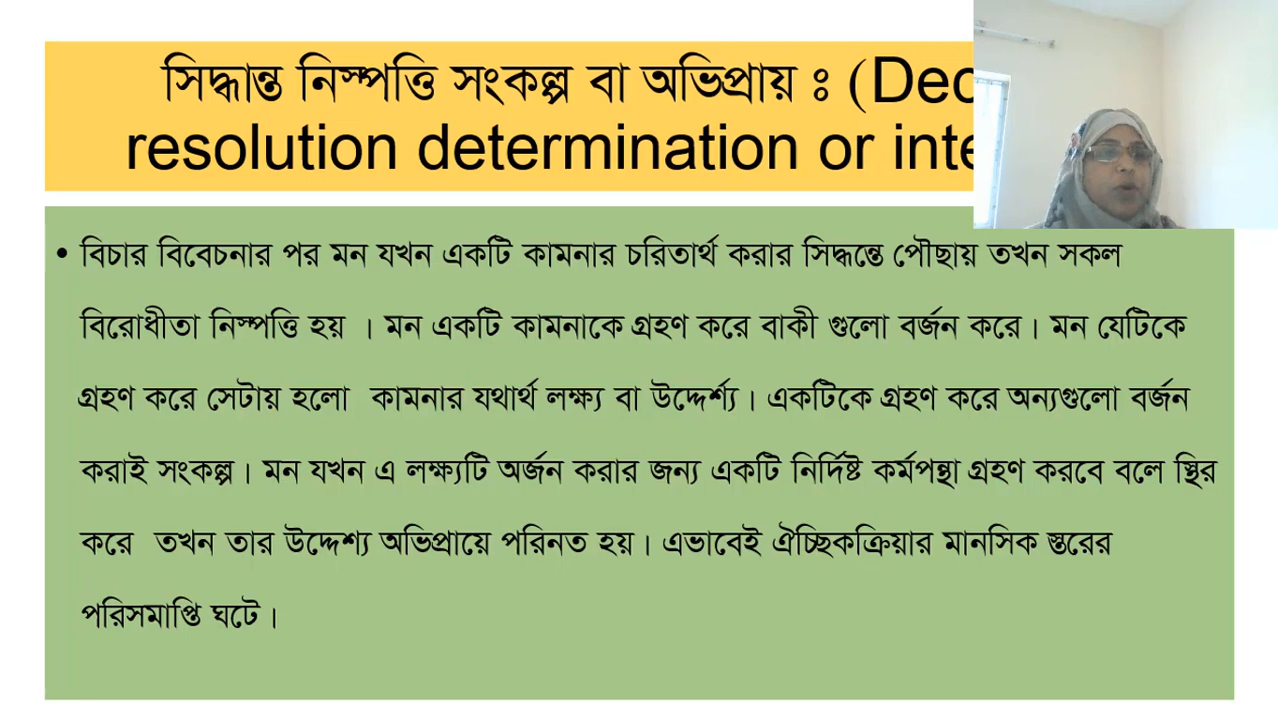 সিদ্ধান্ত নিস্পত্তি সংকল্প বা অভিপ্রায় ঃ
resolution determination or
• বিচার বিবেচনার পর মন যখন একটি কামনার চরিতার্থ করার সিদ্ধন্তে পৌছায় তখন সকল
বিরোধীতা নিস্পত্তি হয় । মন একটি কামনাকে গ্রহণ করে বাকী গুলো বর্জন করে। মন যেটিকে
গ্রহণ করে সেটায় হলো কামনার যথার্থ লক্ষ্য বা উদ্দের্শ্য। একটিকে গ্রহণ করে অন্যগুলো বর্জন
করাই সংকল্প। মন যখন এ লক্ষ্যটি অর্জন করার জন্য একটি নির্দিষ্ট কর্মপন্থা গ্রহণ করবে বলে স্থির
করে তখন তার উদ্দেশ্য অভিপ্রায়ে পরিনত হয়। এভাবেই ঐচ্ছিকক্রিয়ার মানসিক স্তরের
পরিসমাপ্তি ঘটে।